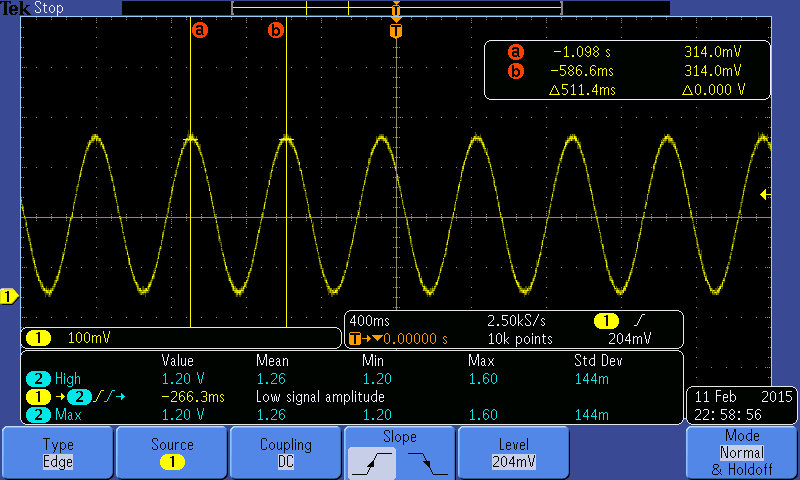 Tek Stop
T
a b T
a -1.098 s 314.0mV
b -586.6ms 314.0mV
△511.4ms △0.000 V
1
1 100mV
400ms 2.50kS/s 1
T→▼0.00000 s 10k points 204mV
Value Mean Min Max Std Dev
2 High 1.20 V 1.26 1.20 1.60 144m
1 → 2 → -266.3ms Low signal amplitude
2 Max 1.20 V 1.26 1.20 1.60 144m
11 Feb 2015
22:58:56
Type
Edge
Source
1
Coupling
DC
Slope
Level
204mV
Mode
Normal
& Holdoff